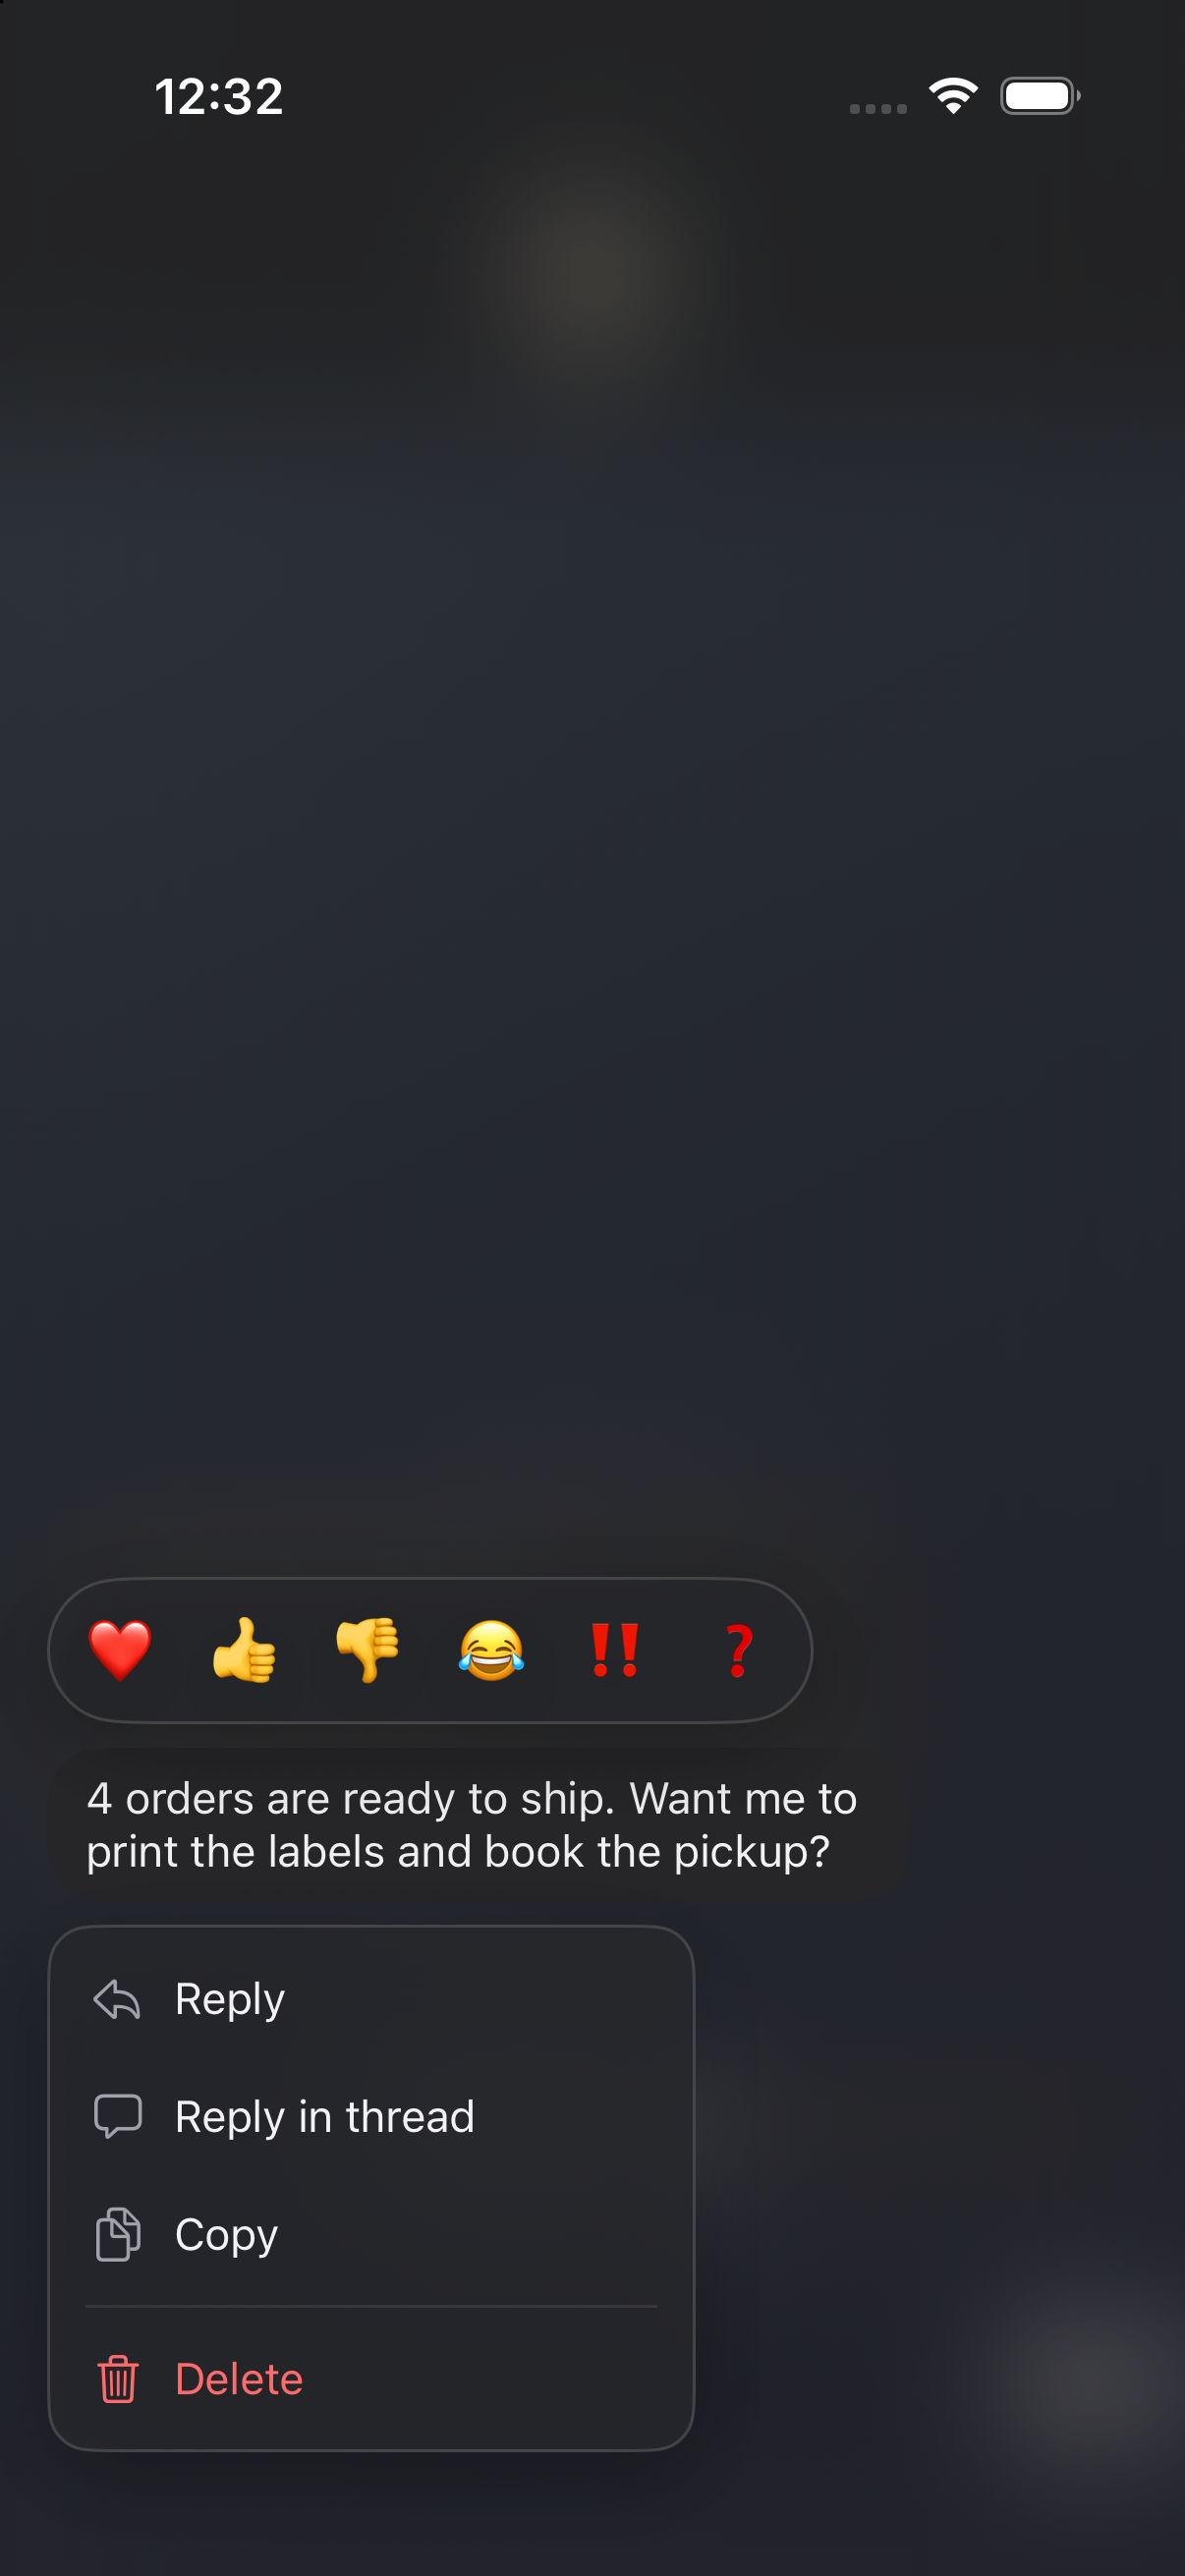 12:32
4 orders are ready to ship. Want me to
print the labels and book the pickup?
Reply
Reply in thread
Copy
Delete